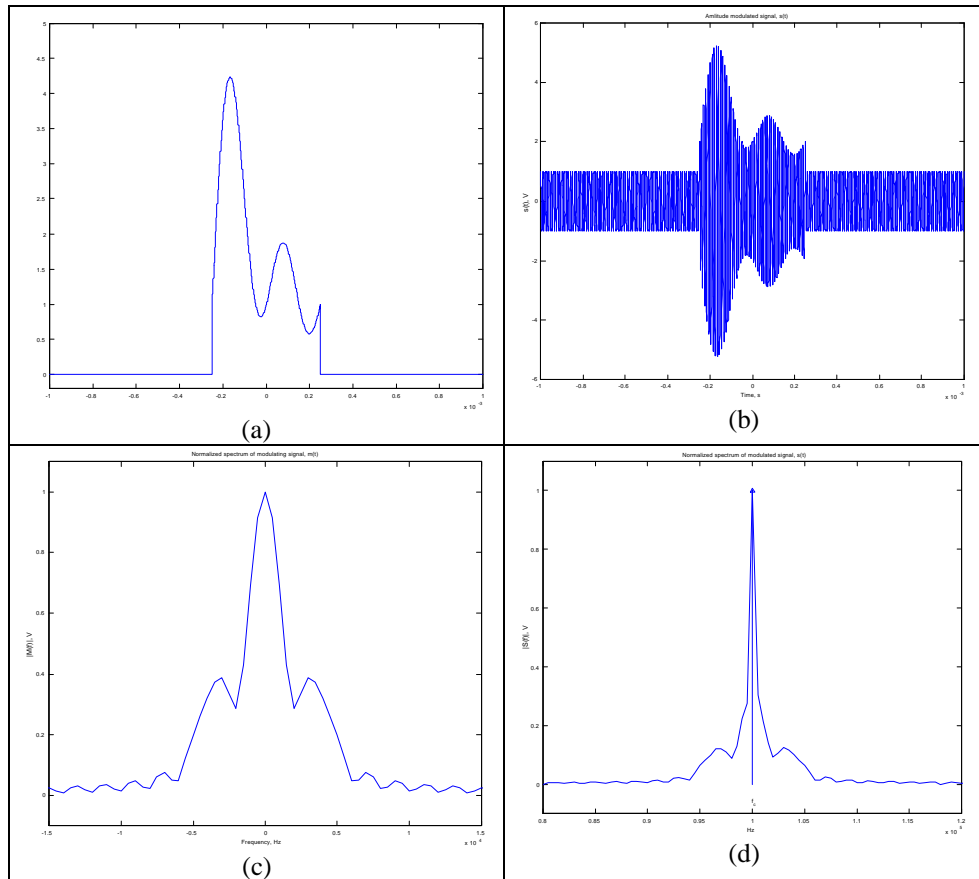 5
4.5
4
3.5
3
2.5
2
1.5
1
0.5
0
-1 -0.8 -0.6 -0.4 -0.2 0 0.2 0.4 0.6 0.8 1
(a)
Amlitude modulated signal, s(t)
6
4
2
0
-2
-4
-6
s(t), V
-1 -0.8 -0.6 -0.4 -0.2 0 0.2 0.4 0.6 0.8 1
Time, s
(b)
Normalized spectrum of modulating signal, m(t)
1
0.8
0.6
0.4
0.2
0
|M(f)|, V
-1.5 -1 -0.5 0 0.5 1 1.5
Frequency, Hz
x 10 4
(c)
Normalized spectrum of modulated signal, s(t)
1
0.8
0.6
0.4
0.2
0
|S(f)|, V
f c
0.8 0.85 0.9 0.95 1 1.05 1.1 1.15 1.2
Hz
(d)